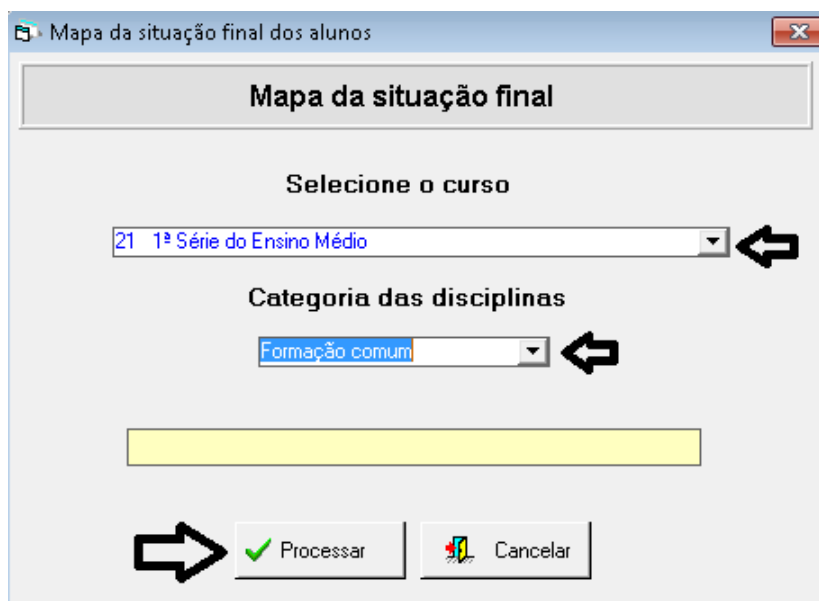 Mapa da situação final dos alunos
Mapa da situação final
Selecione o curso
21 1ª Série do Ensino Médio
Categoria das disciplinas
Formação comum
Processar
Cancelar